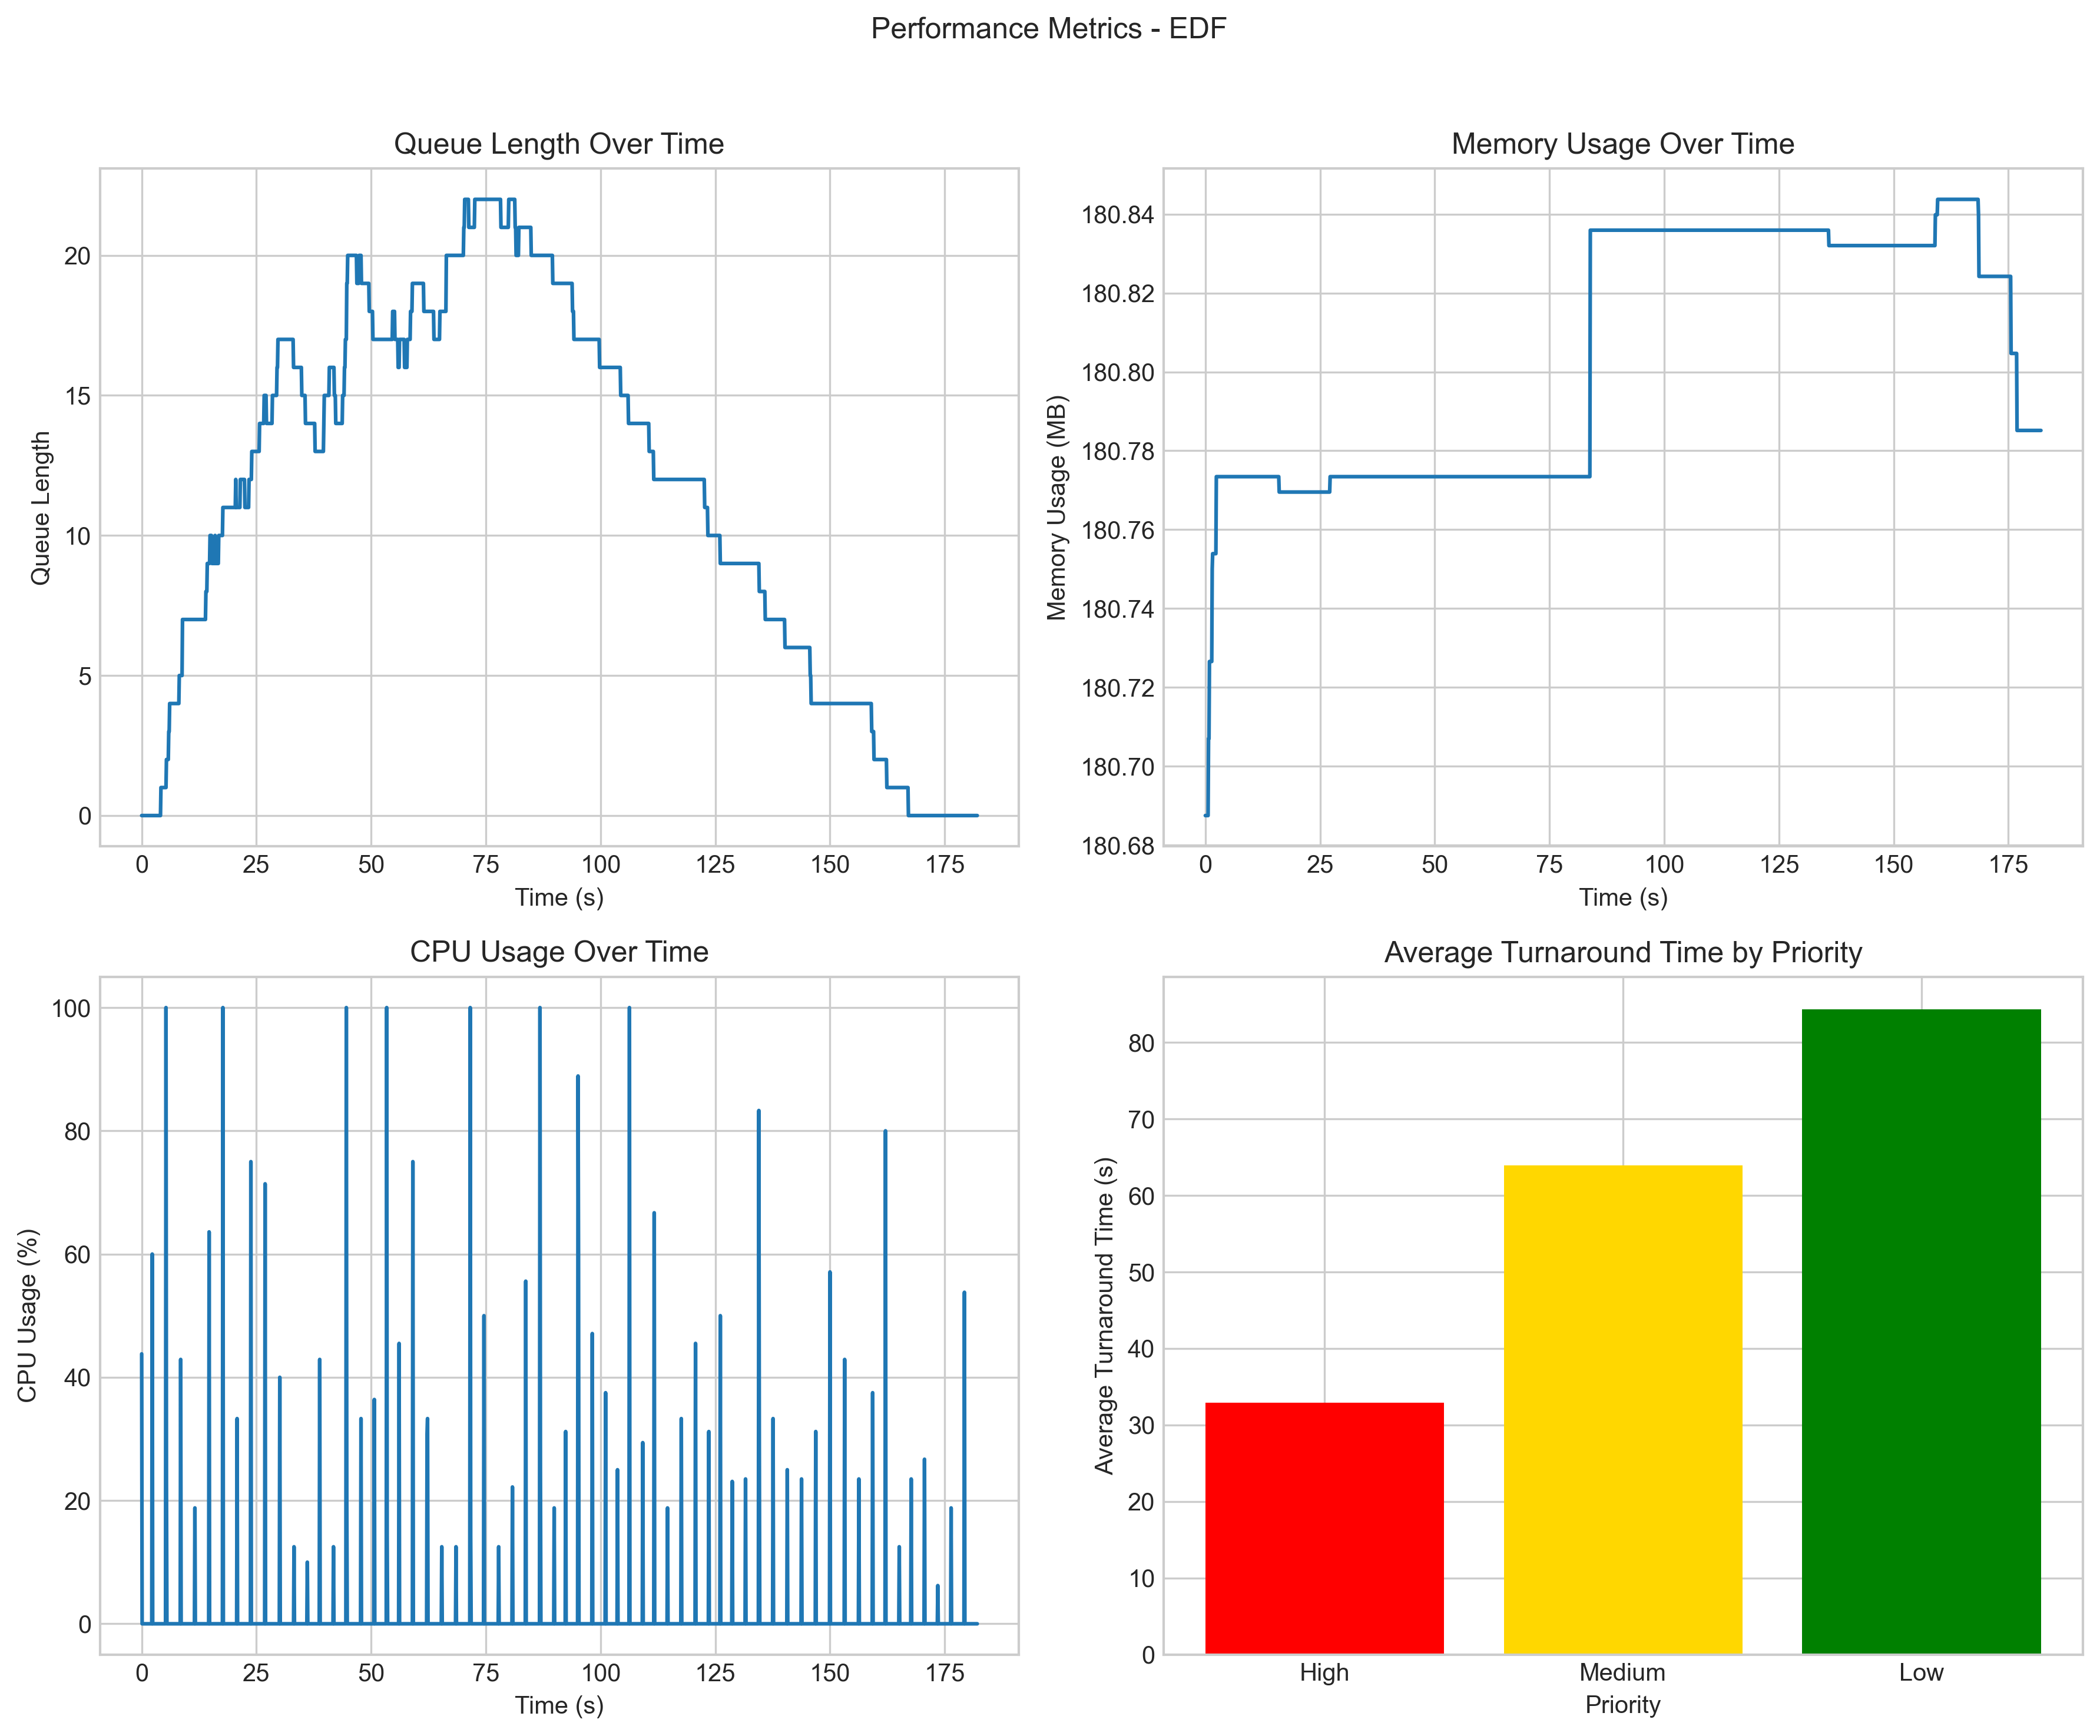 Performance Metrics - EDF
Queue Length Over Time
Queue Length
20
15
10
5
0
0 25 50 75 100 125 150 175
Time (s)
Memory Usage Over Time
Memory Usage (MB)
180.84
180.82
180.80
180.78
180.76
180.74
180.72
180.70
180.68
0 25 50 75 100 125 150 175
Time (s)
CPU Usage Over Time
CPU Usage (%)
100
80
60
40
20
0
0 25 50 75 100 125 150 175
Time (s)
Average Turnaround Time by Priority
Average Turnaround Time (s)
80
70
60
50
40
30
20
10
0
High Medium Low
Priority